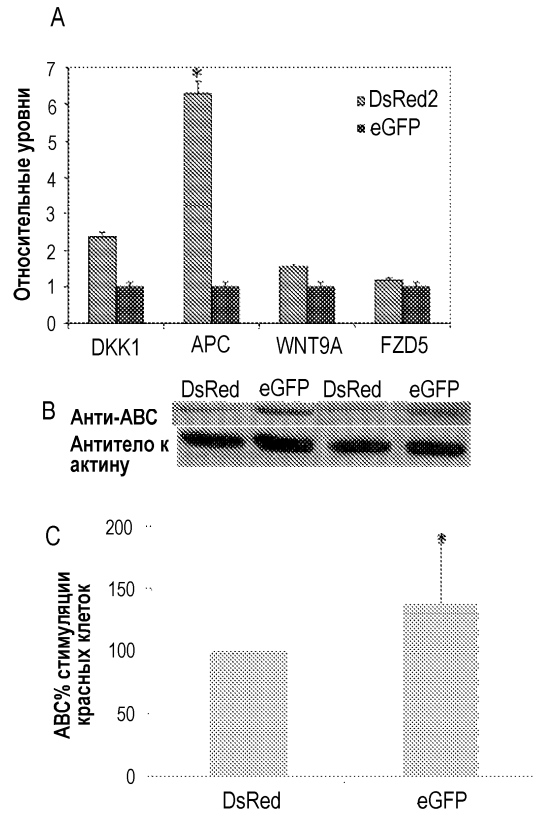 A
Относительные уровни
7
6
5
4
3
2
1
0
*
DsRed2
eGFP
DKK1 APC WNT9A FZD5
B
DsRed eGFP DsRed eGFP
Анти-ABC
Антитело к
актину
C
ABC% стимуляции
красных клеток
200
150
100
50
0
*
DsRed eGFP